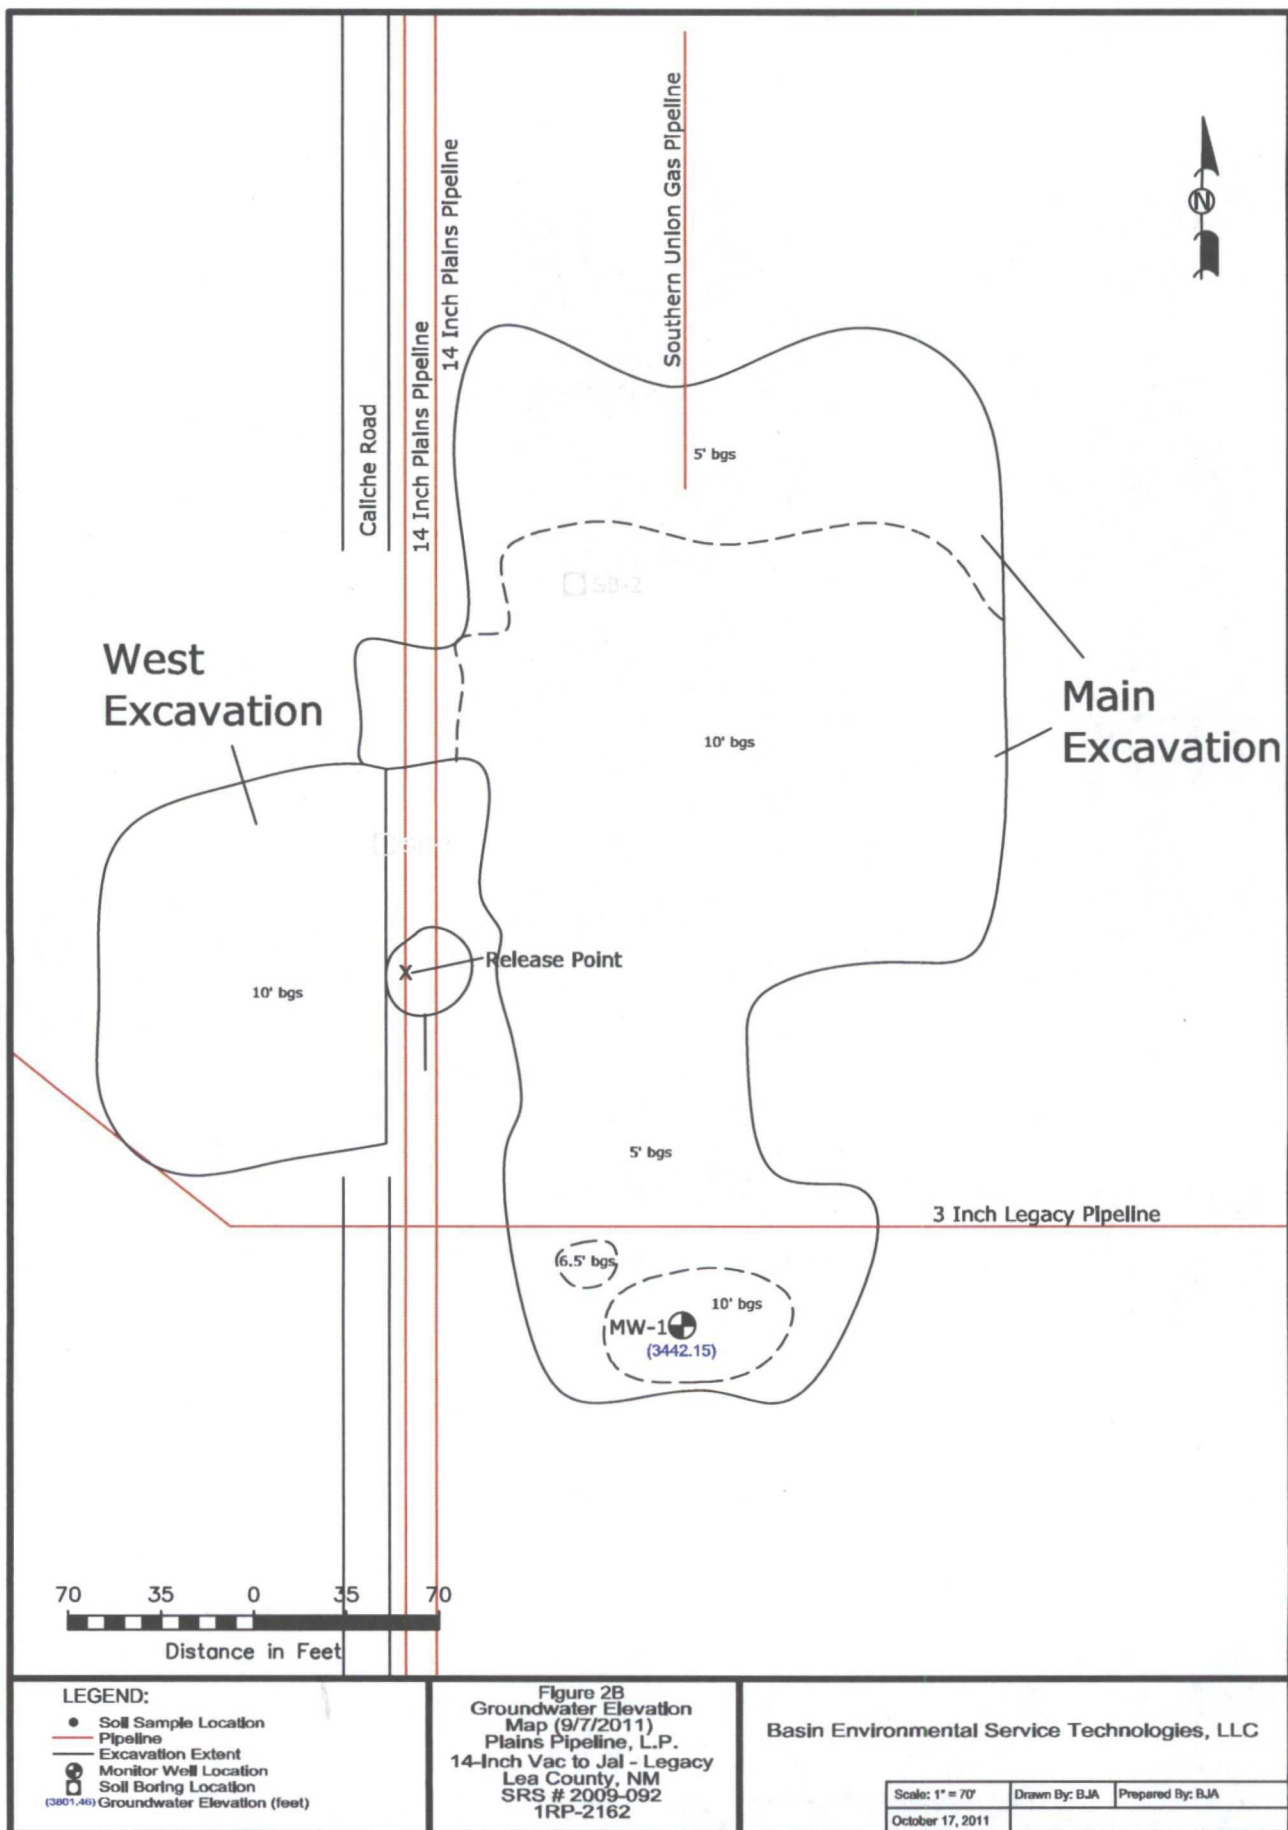 Southern Union Gas Pipeline
14 Inch Plains Pipeline
14 Inch Plains Pipeline
Caliche Road
N
5' bgs
SB-2
West
Excavation
Main
Excavation
10' bgs
Release Point
X
10' bgs
5' bgs
3 Inch Legacy Pipeline
6.5' bgs
10' bgs
MW-1
(3442.15)
70 35 0 35 70
Distance in Feet
LEGEND:
Soil Sample Location
Pipeline
Excavation Extent
Monitor Well Location
Soil Boring Location
(3801.46) Groundwater Elevation (feet)
Figure 2B
Groundwater Elevation
Map (9/7/2011)
Plains Pipeline, L.P.
14-Inch Vac to Jal - Legacy
Lea County, NM
SRS # 2009-092
1RP-2162
Basin Environmental Service Technologies, LLC
Scale: 1" = 70' Drawn By: BJA Prepared By: BJA
October 17, 2011